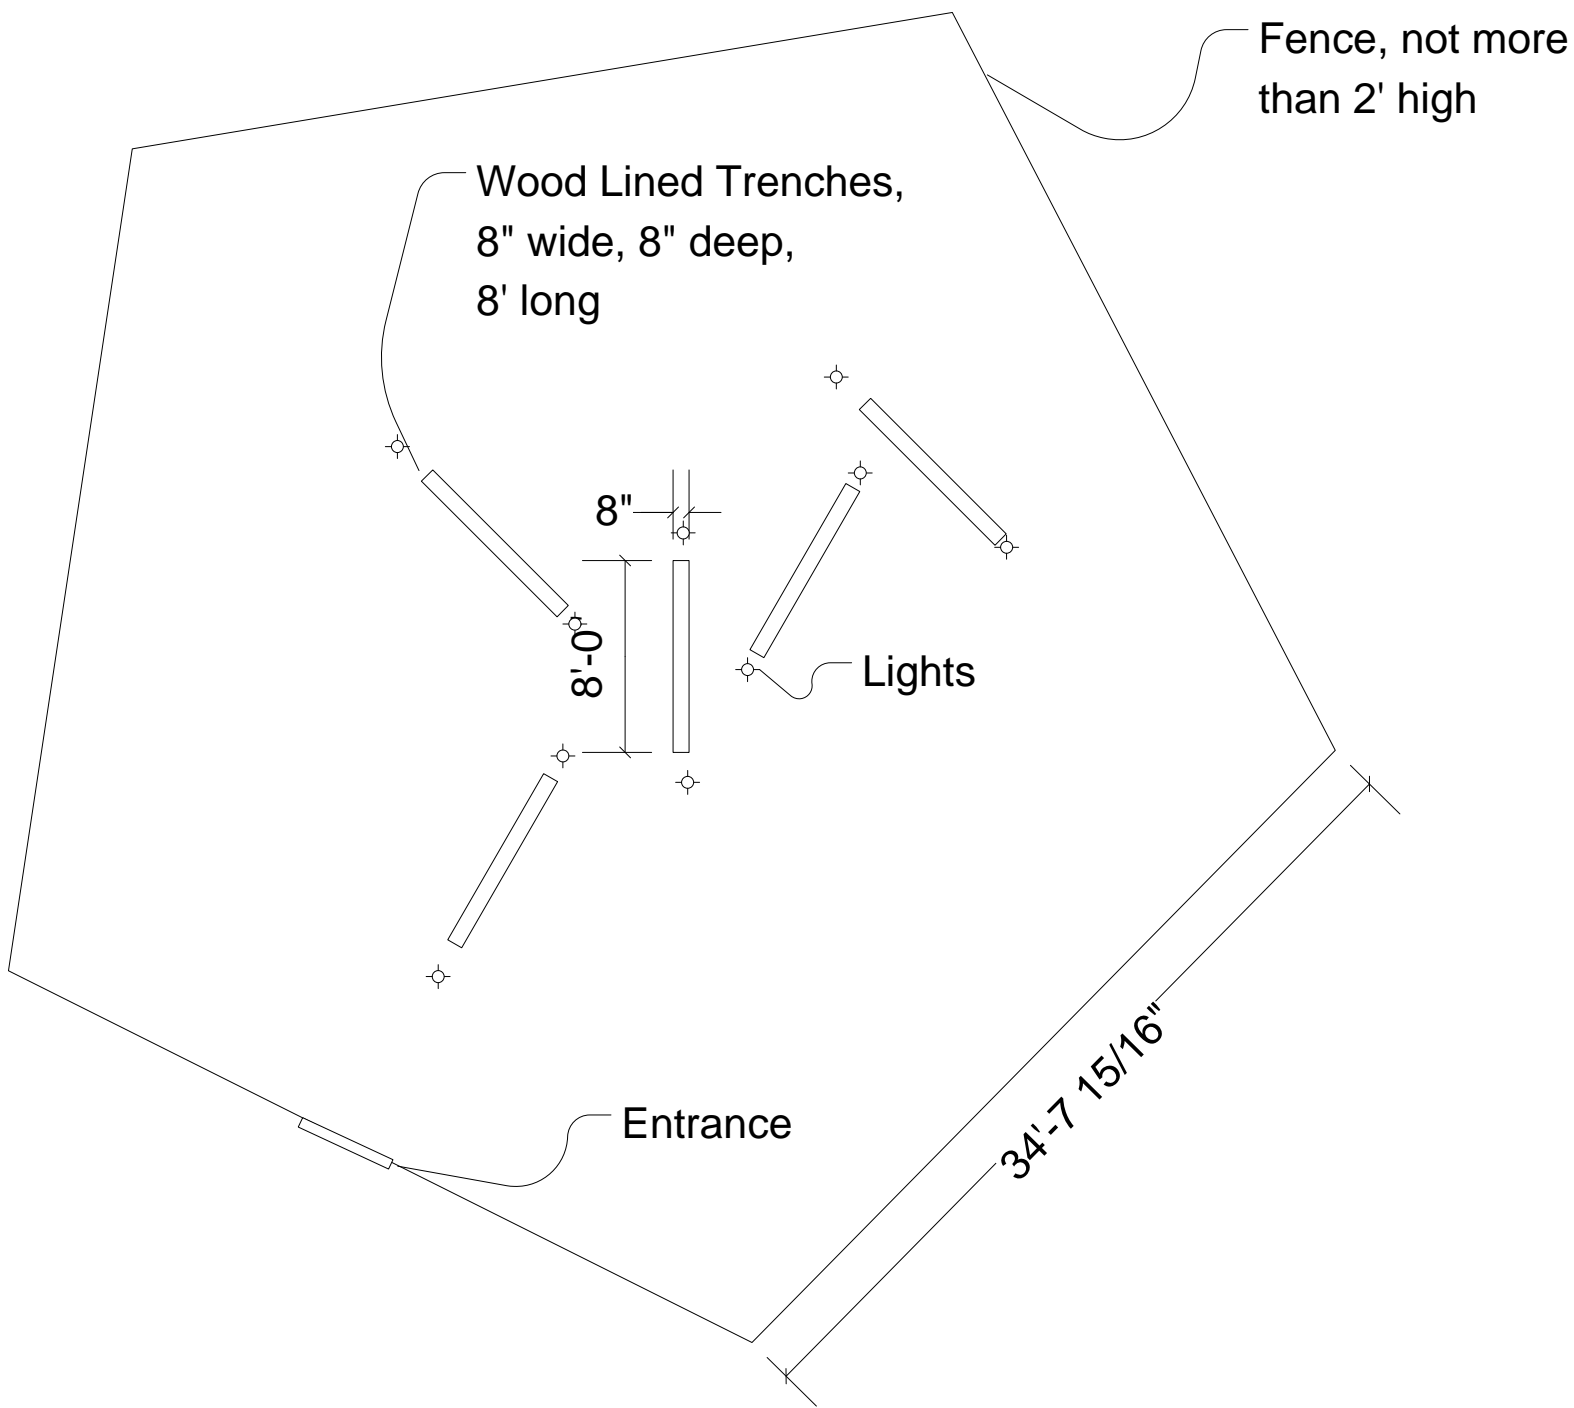 Fence, not more
than 2' high
Wood Lined Trenches,
8" wide, 8" deep,
8' long
8"
8'-0
Lights
Entrance
34'-7 15/16"